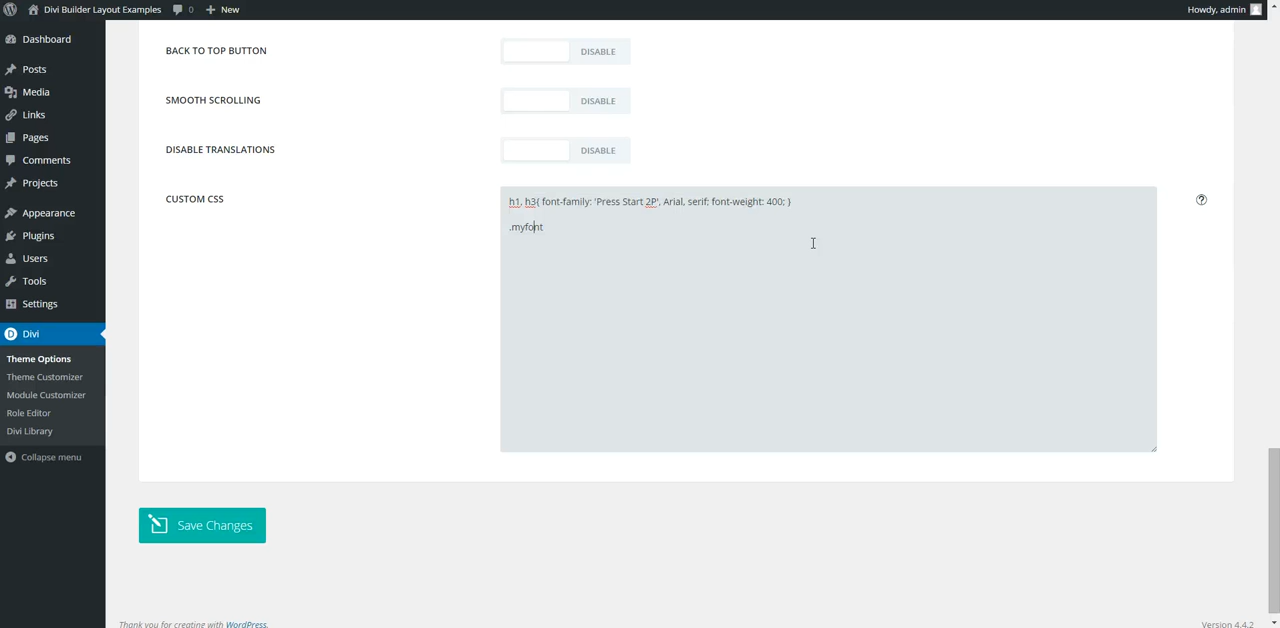 Divi Builder Layout Examples 0 New Howdy, admin
Dashboard
Posts
Media
Links
Pages
Comments
Projects
Appearance
Plugins
Users
Tools
Settings
Divi
Theme Options
Theme Customizer
Module Customizer
Role Editor
Divi Library
Collapse menu
BACK TO TOP BUTTON DISABLE
SMOOTH SCROLLING DISABLE
DISABLE TRANSLATIONS DISABLE
CUSTOM CSS
h1, h3{ font-family: 'Press Start 2P', Arial, serif; font-weight: 400; }
.myfont
Save Changes
Thank you for creating with WordPress.
Version 4.4.2